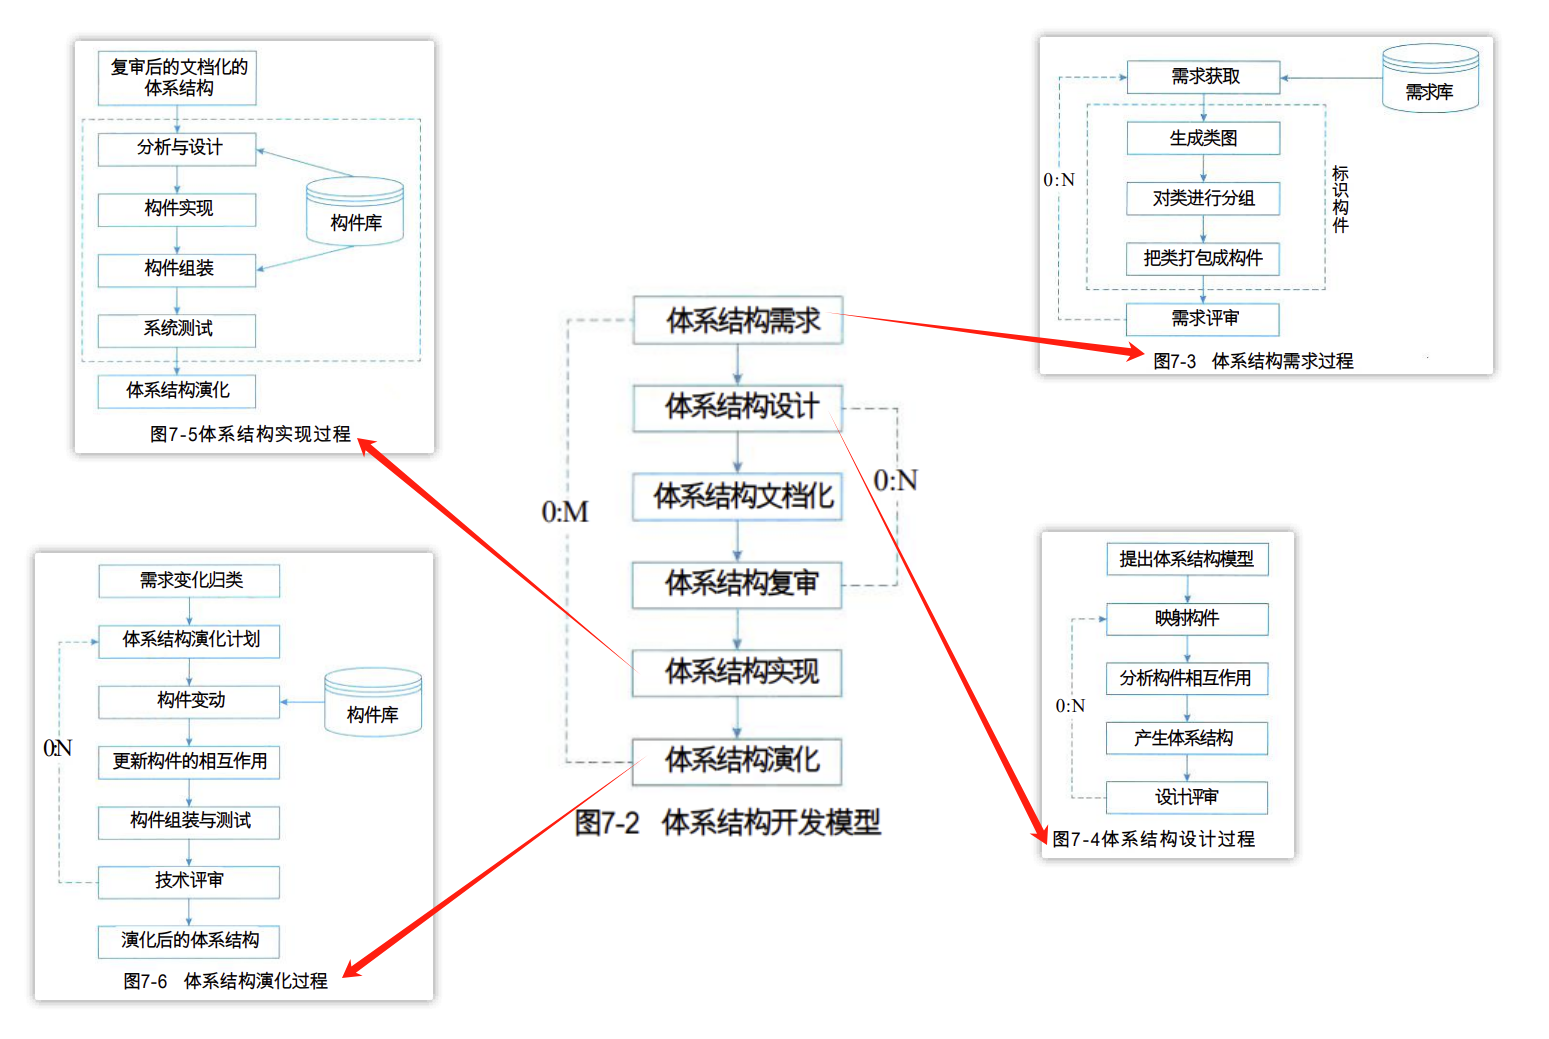 复审后的文档化的
体系结构
分析与设计
构件实现
构件库
构件组装
系统测试
体系结构演化
图7-5体系结构实现过程
需求获取
需求库
生成类图
0:N
对类进行分组
标识构件
把类打包成构件
需求评审
图7-3 体系结构需求过程
体系结构需求
体系结构设计
0:N
体系结构文档化
0:M
体系结构复审
体系结构实现
体系结构演化
图7-2 体系结构开发模型
需求变化归类
体系结构演化计划
构件变动
构件库
0:N
更新构件的相互作用
构件组装与测试
技术评审
演化后的体系结构
图7-6 体系结构演化过程
提出体系结构模型
映射构件
分析构件相互作用
0:N
产生体系结构
设计评审
图7-4体系结构设计过程